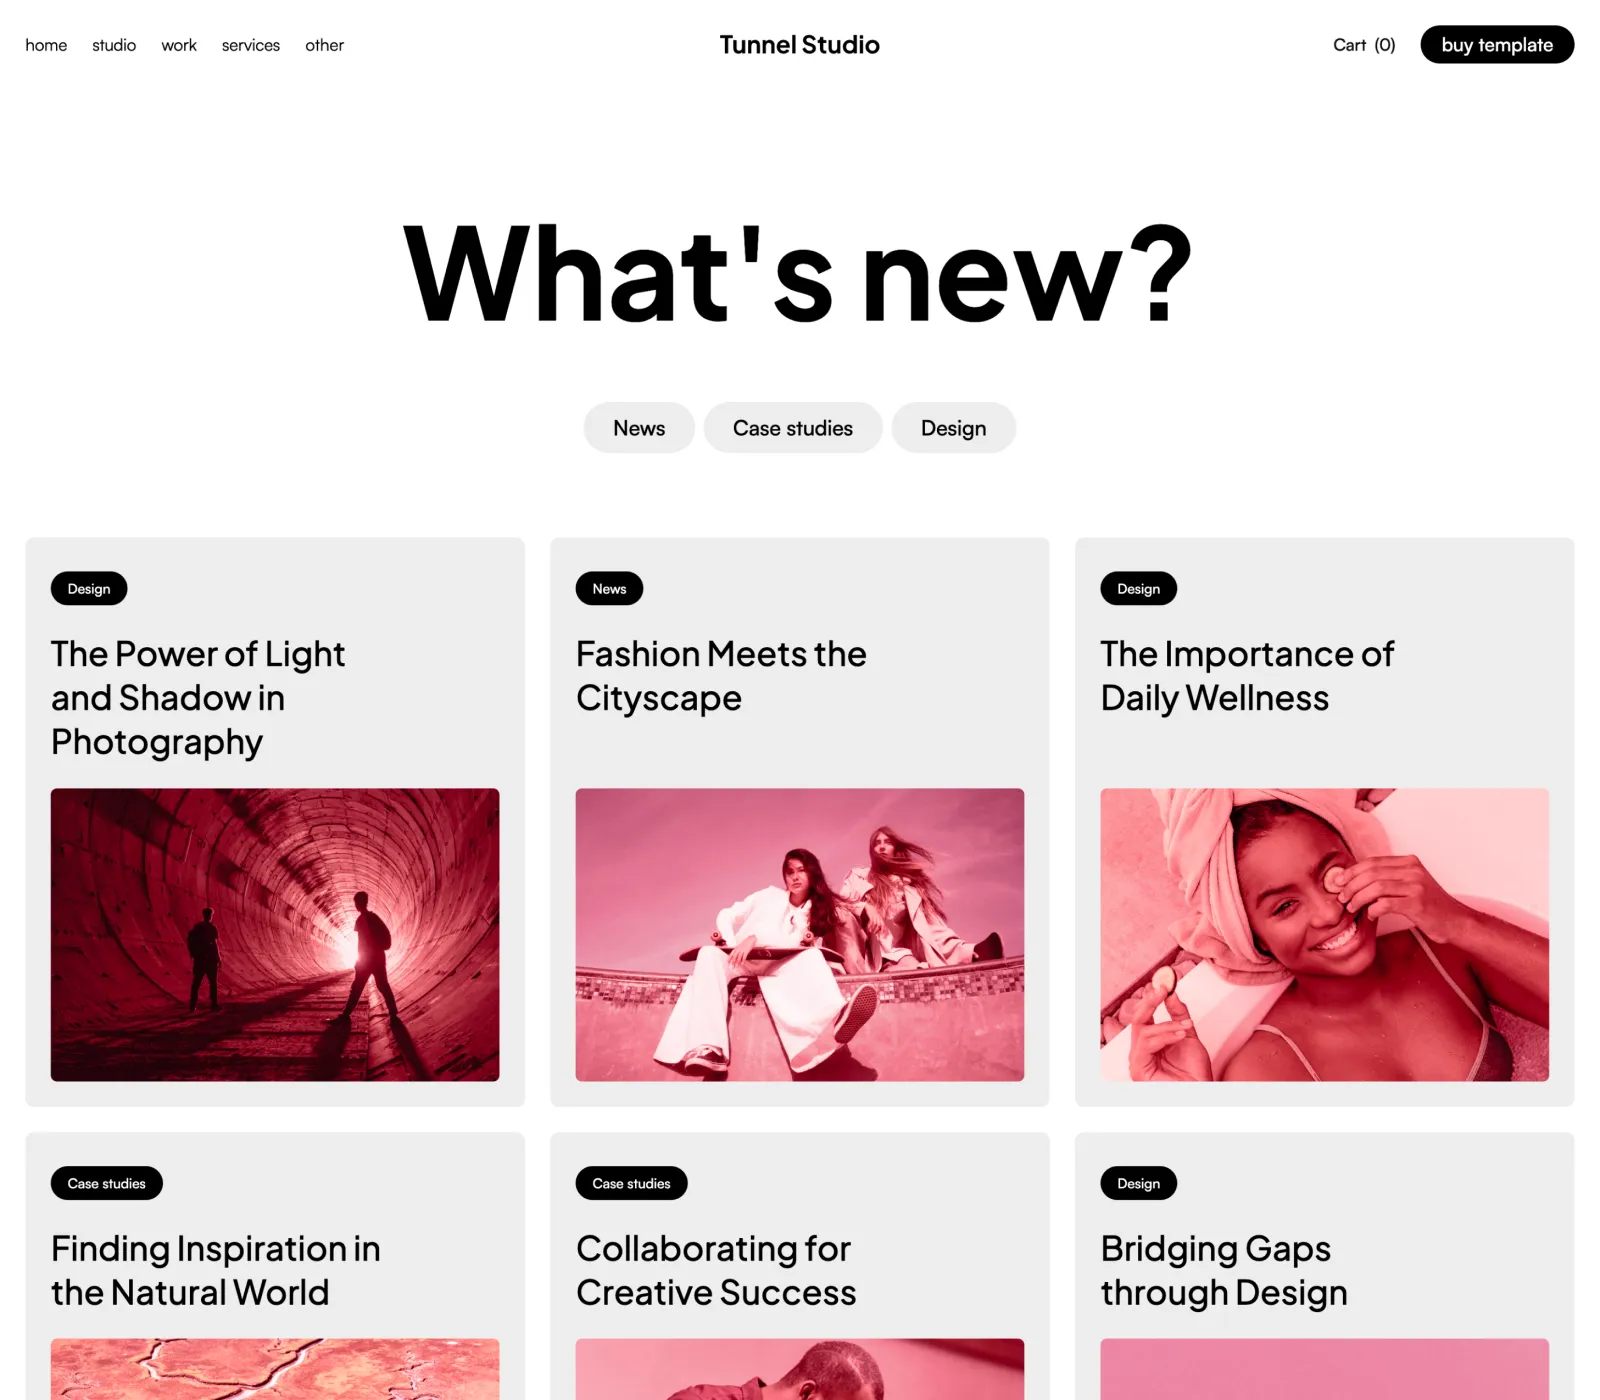 home studio work services other Tunnel Studio Cart (0) buy template
What's new?
News Case studies Design
Design
The Power of Light
and Shadow in
Photography
News
Fashion Meets the
Cityscape
Design
The Importance of
Daily Wellness
Case studies
Finding Inspiration in
the Natural World
Case studies
Collaborating for
Creative Success
Design
Bridging Gaps
through Design